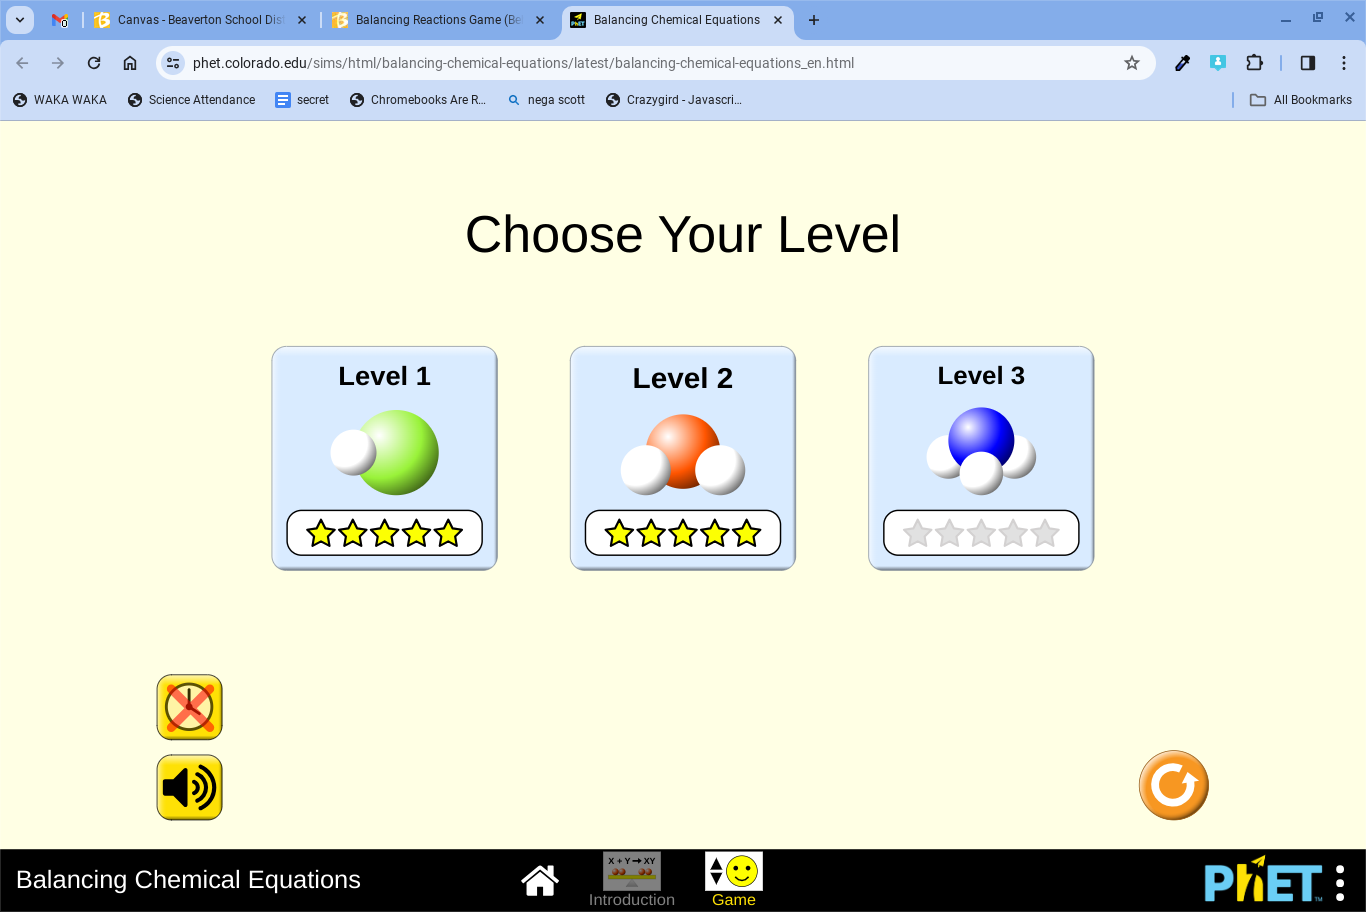 Canvas - Beaverton School Dist
Balancing Reactions Game (Be
Balancing Chemical Equations
phet.colorado.edu/sims/html/balancing-chemical-equations/latest/balancing-chemical-equations_en.html
WAKA WAKA
Science Attendance
secret
Chromebooks Are R...
nega scott
Crazygird - Javascri...
All Bookmarks
Choose Your Level
Level 1
Level 2
Level 3
Balancing Chemical Equations
X + Y → XY
Introduction
Game
PhET™